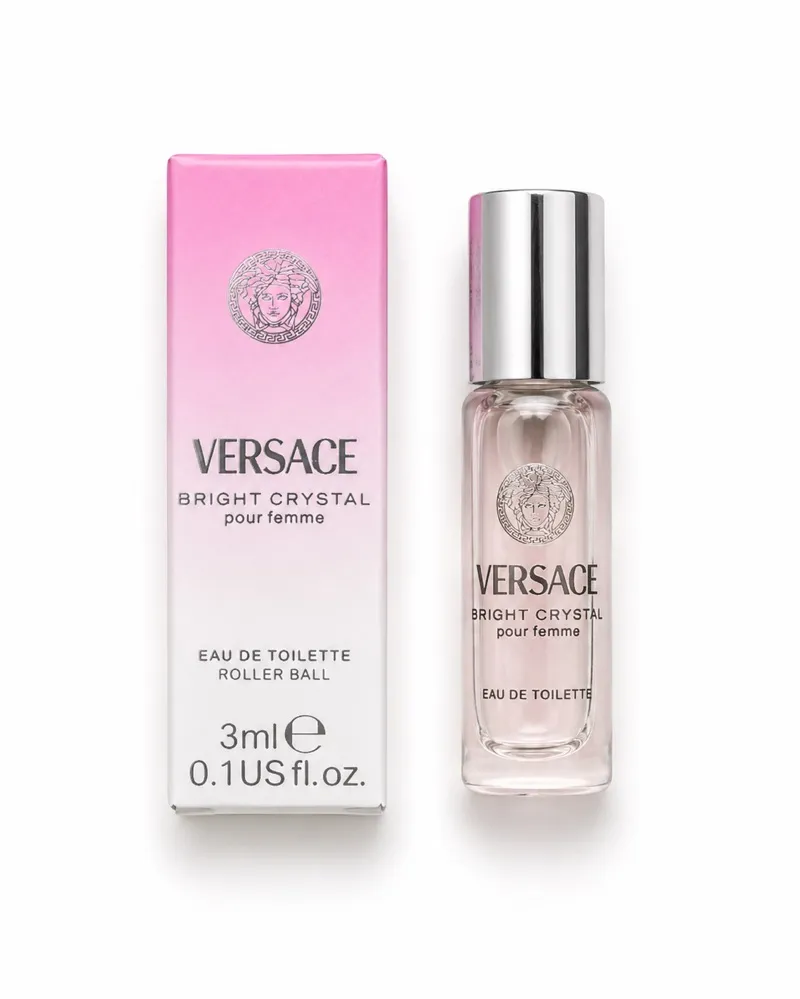 VERSACE
BRIGHT CRYSTAL
pour femme
EAU DE TOILETTE
ROLLER BALL
3ml ℮
0.1US fl.oz.
VERSACE
BRIGHT CRYSTAL
pour femme
EAU DE TOILETTE